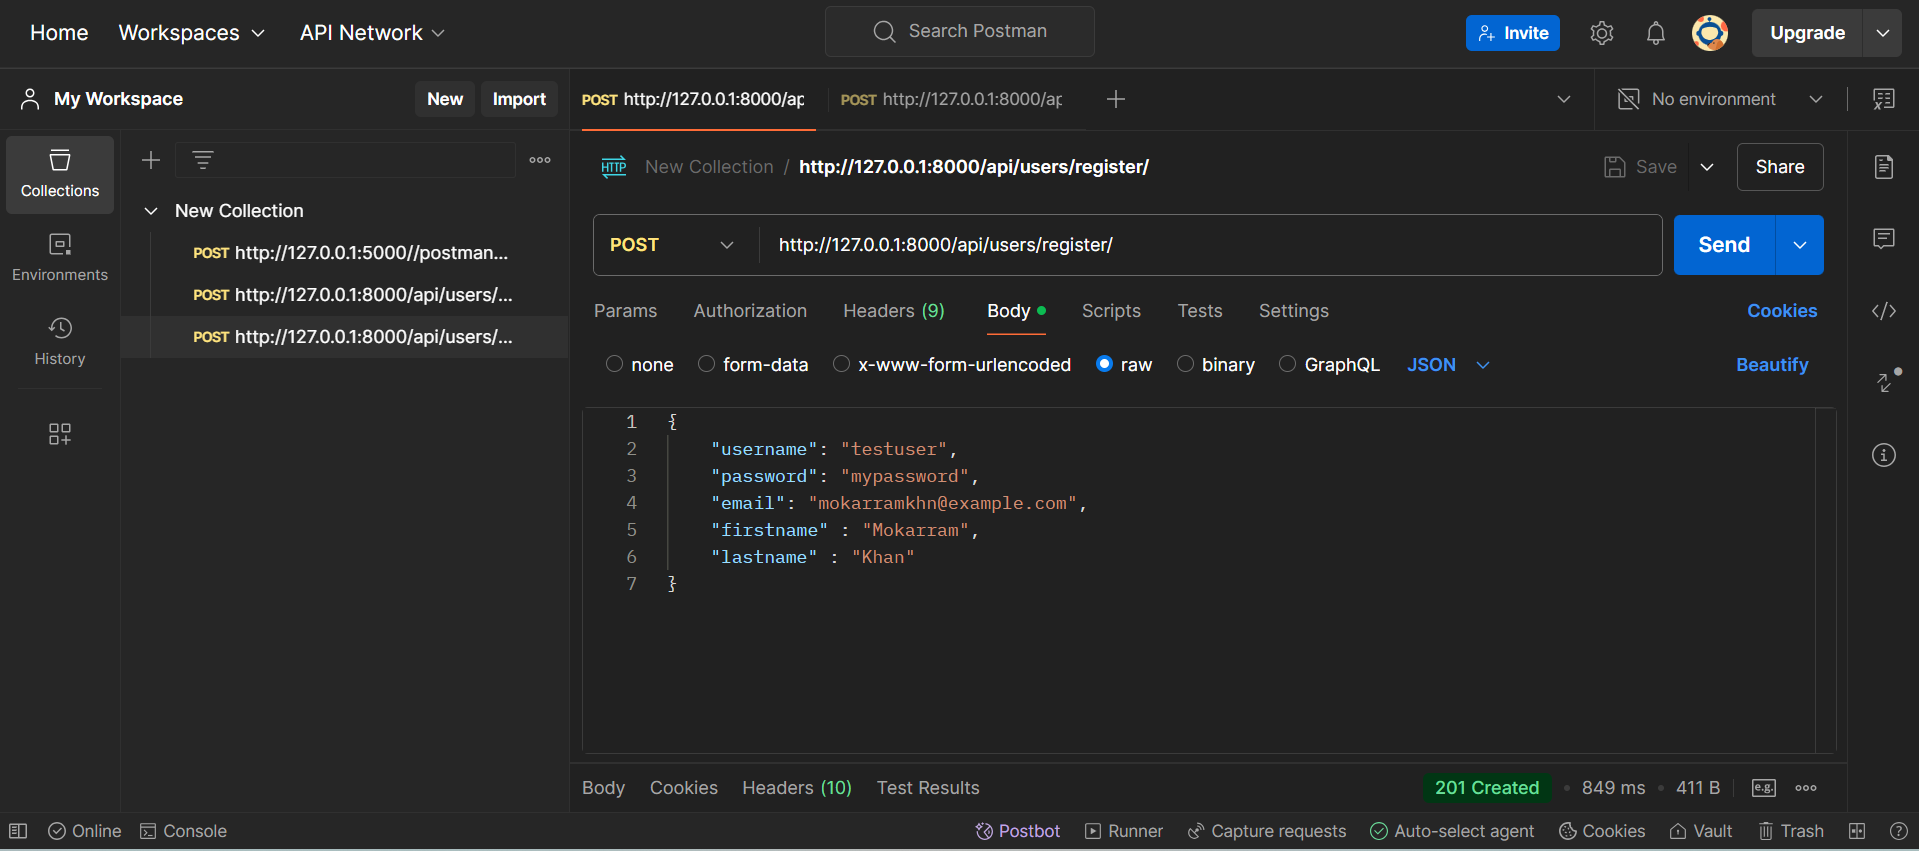 Home Workspaces API Network Search Postman Invite Upgrade
My Workspace New Import POST http://127.0.0.1:8000/ap POST http://127.0.0.1:8000/ap No environment
Collections
Environments
History
New Collection
POST http://127.0.0.1:5000//postman...
POST http://127.0.0.1:8000/api/users/...
POST http://127.0.0.1:8000/api/users/...
HTTP New Collection / http://127.0.0.1:8000/api/users/register/ Save Share
POST http://127.0.0.1:8000/api/users/register/ Send
Params Authorization Headers (9) Body Scripts Tests Settings Cookies
none form-data x-www-form-urlencoded raw binary GraphQL JSON Beautify
1 {
2 "username": "testuser",
3 "password": "mypassword",
4 "email": "mokarramkhn@example.com",
5 "firstname" : "Mokarram",
6 "lastname" : "Khan"
7 }
Body Cookies Headers (10) Test Results 201 Created • 849 ms • 411 B e.g.
Online Console Postbot Runner Capture requests Auto-select agent Cookies Vault Trash